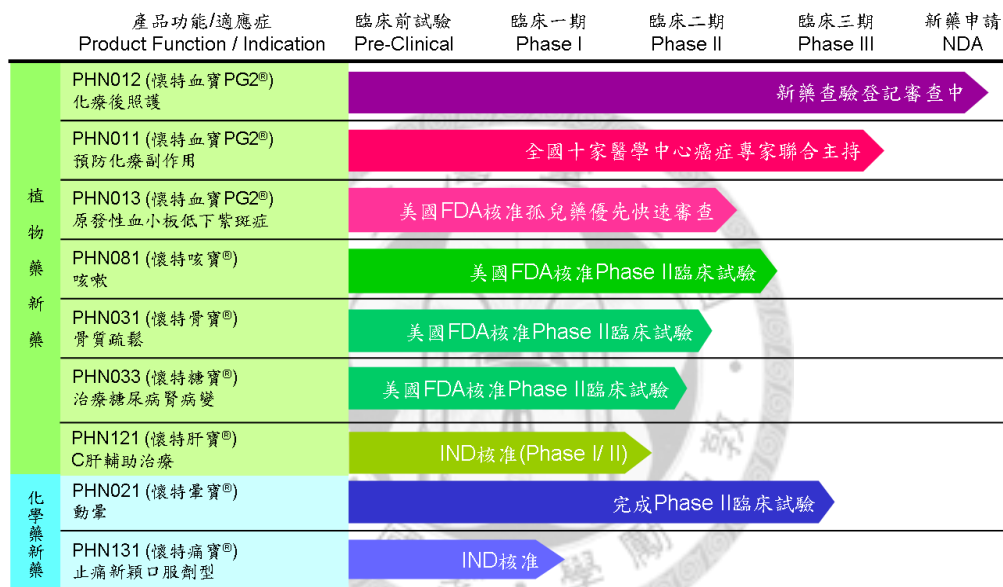 產品功能/適應症 臨床前試驗 臨床一期 臨床二期 臨床三期 新藥申請
Product Function / Indication Pre-Clinical Phase I Phase II Phase III NDA
植物藥新藥
PHN012 (懷特血寶PG2®)
化療後照護
新藥查驗登記審查中
PHN011 (懷特血寶PG2®)
預防化療副作用
全國十家醫學中心癌症專家聯合主持
PHN013 (懷特血寶PG2®)
原發性血小板低下紫斑症
美國FDA核准孤兒藥優先快速審查
PHN081 (懷特咳寶®)
咳嗽
美國FDA核准Phase II臨床試驗
PHN031 (懷特骨寶®)
骨質疏鬆
美國FDA核准Phase II臨床試驗
PHN033 (懷特糖寶®)
治療糖尿病腎病變
美國FDA核准Phase II臨床試驗
PHN121 (懷特肝寶®)
C肝輔助治療
IND核准(Phase I/ II)
化學藥新藥
PHN021 (懷特暈寶®)
動暈
完成Phase II臨床試驗
PHN131 (懷特痛寶®)
止痛新穎口服劑型
IND核准